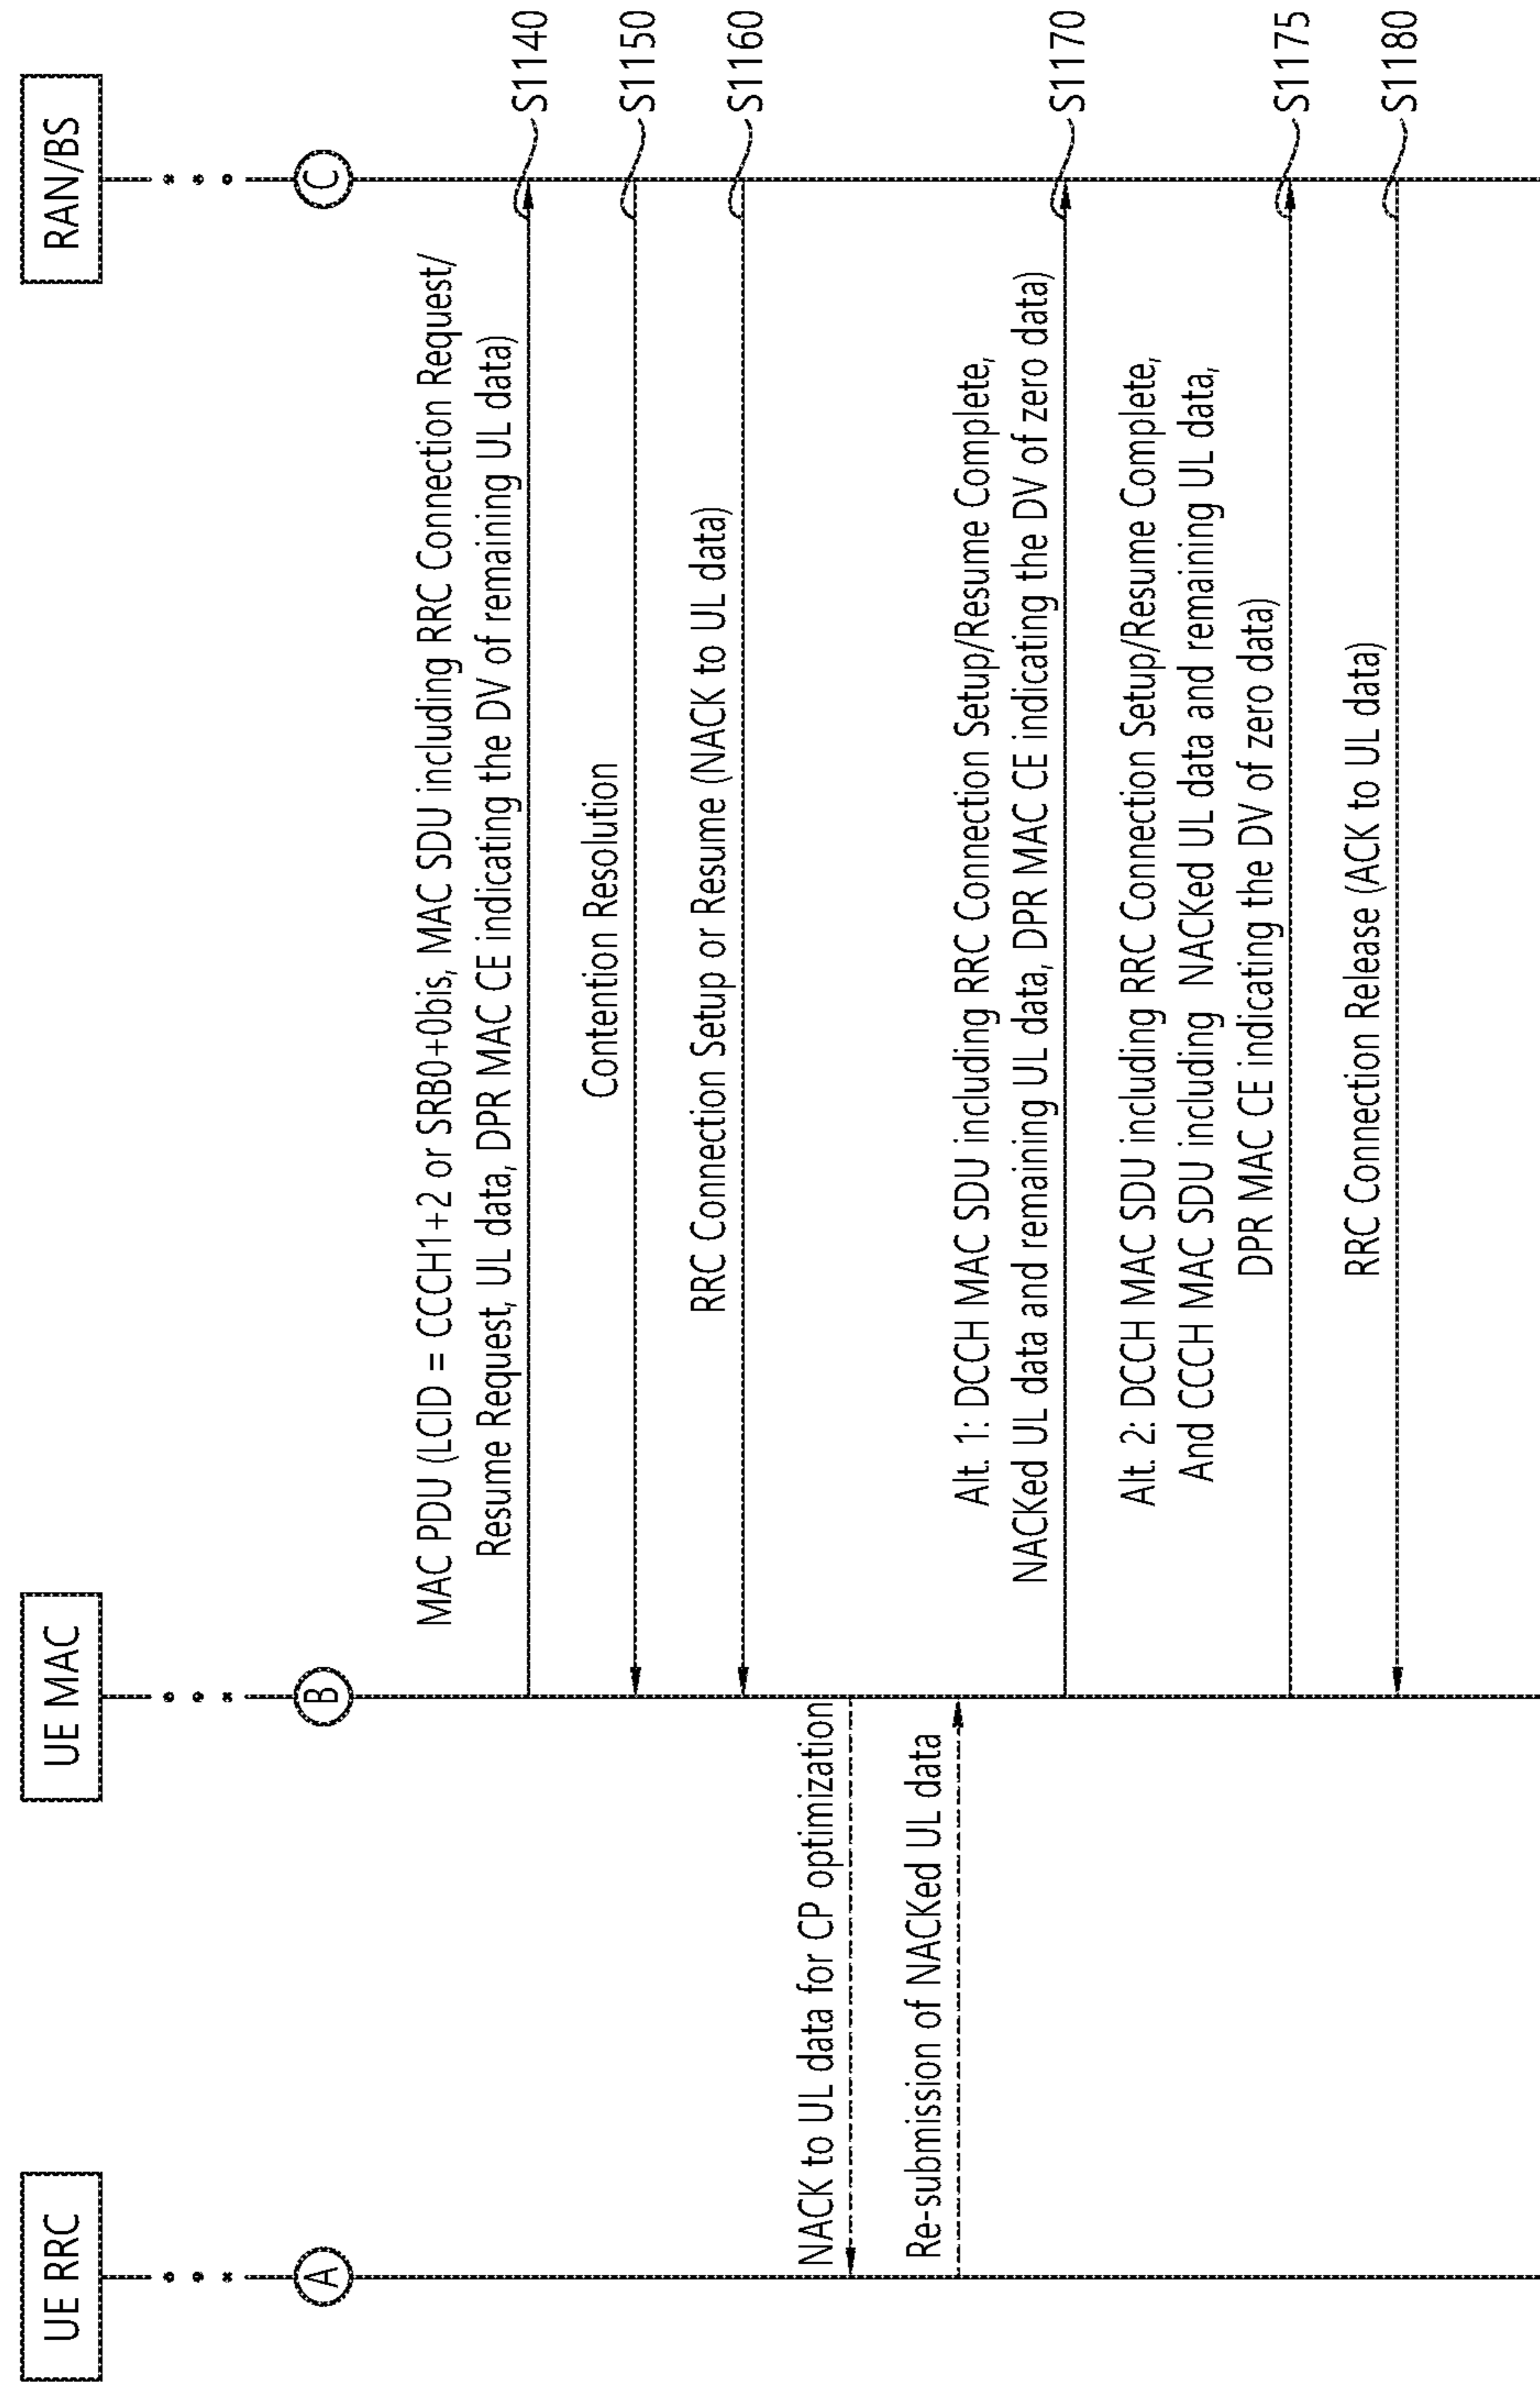 UE RRC
UE MAC
RAN/BS
A
B
C
MAC PDU (LCID = CCCH1+2 or SRB0+0bis, MAC SDU including RRC Connection Request/
Resume Request, UL data, DPR MAC CE indicating the DV of remaining UL data)
S1140
Contention Resolution
S1150
RRC Connection Setup or Resume (NACK to UL data)
S1160
NACK to UL data for CP optimization
Re-submission of NACKed UL data
Alt. 1: DCCH MAC SDU including RRC Connection Setup/Resume Complete,
NACKed UL data and remaining UL data, DPR MAC CE indicating the DV of zero data)
S1170
Alt. 2: DCCH MAC SDU including RRC Connection Setup/Resume Complete,
And CCCH MAC SDU including NACKed UL data and remaining UL data,
DPR MAC CE indicating the DV of zero data)
S1175
RRC Connection Release (ACK to UL data)
S1180